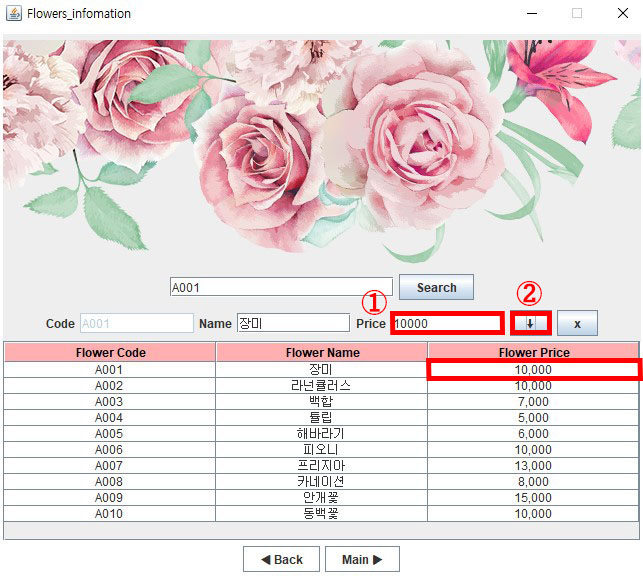 Flowers_infomation
A001 Search
① ②
Code A001 Name 장미 Price 10000 ↓ x
Flower Code Flower Name Flower Price
A001 장미 10,000
A002 라넌큘러스 10,000
A003 백합 7,000
A004 튤립 5,000
A005 해바라기 6,000
A006 피오니 10,000
A007 프리지아 13,000
A008 카네이션 8,000
A009 안개꽃 15,000
A010 동백꽃 10,000
◀ Back Main ▶